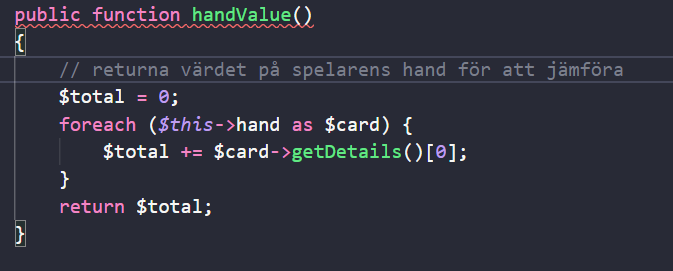 public function handValue()
{
// returna värdet på spelarens hand för att jämföra
$total = 0;
foreach ($this->hand as $card) {
$total += $card->getDetails()[0];
}
return $total;
}